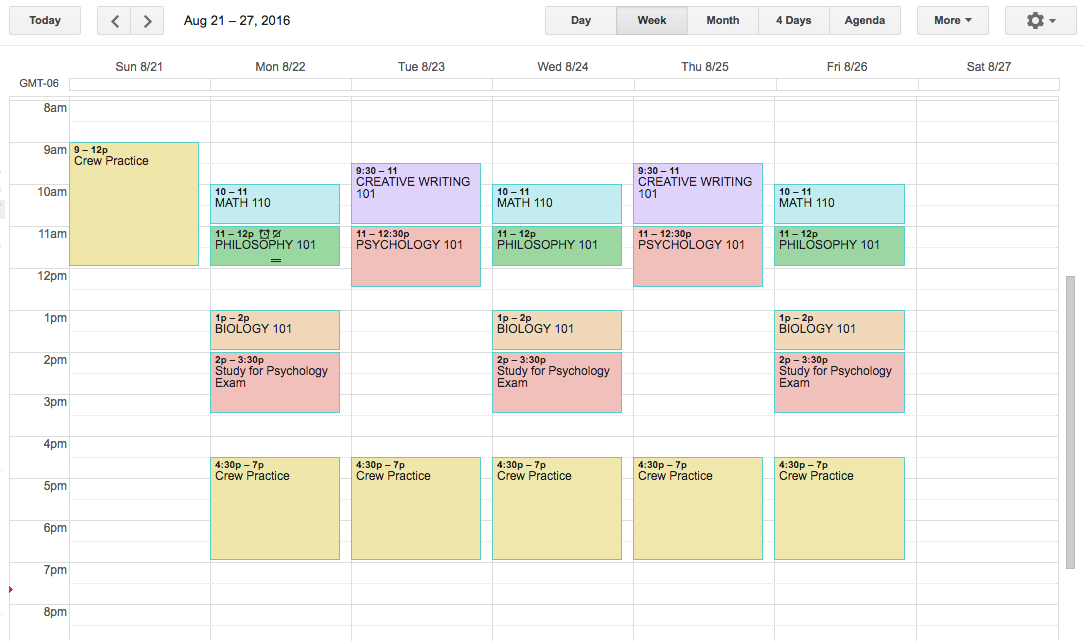 Today
Aug 21 – 27, 2016
Day Week Month 4 Days Agenda More
Sun 8/21 Mon 8/22 Tue 8/23 Wed 8/24 Thu 8/25 Fri 8/26 Sat 8/27
GMT-06
8am
9am
10am
11am
12pm
1pm
2pm
3pm
4pm
5pm
6pm
7pm
8pm
9 – 12p
Crew Practice
10 – 11
MATH 110
11 – 12p
PHILOSOPHY 101
1p – 2p
BIOLOGY 101
2p – 3:30p
Study for Psychology
Exam
4:30p – 7p
Crew Practice
9:30 – 11
CREATIVE WRITING
101
11 – 12:30p
PSYCHOLOGY 101
4:30p – 7p
Crew Practice
10 – 11
MATH 110
11 – 12p
PHILOSOPHY 101
1p – 2p
BIOLOGY 101
2p – 3:30p
Study for Psychology
Exam
4:30p – 7p
Crew Practice
9:30 – 11
CREATIVE WRITING
101
11 – 12:30p
PSYCHOLOGY 101
4:30p – 7p
Crew Practice
10 – 11
MATH 110
11 – 12p
PHILOSOPHY 101
1p – 2p
BIOLOGY 101
2p – 3:30p
Study for Psychology
Exam
4:30p – 7p
Crew Practice